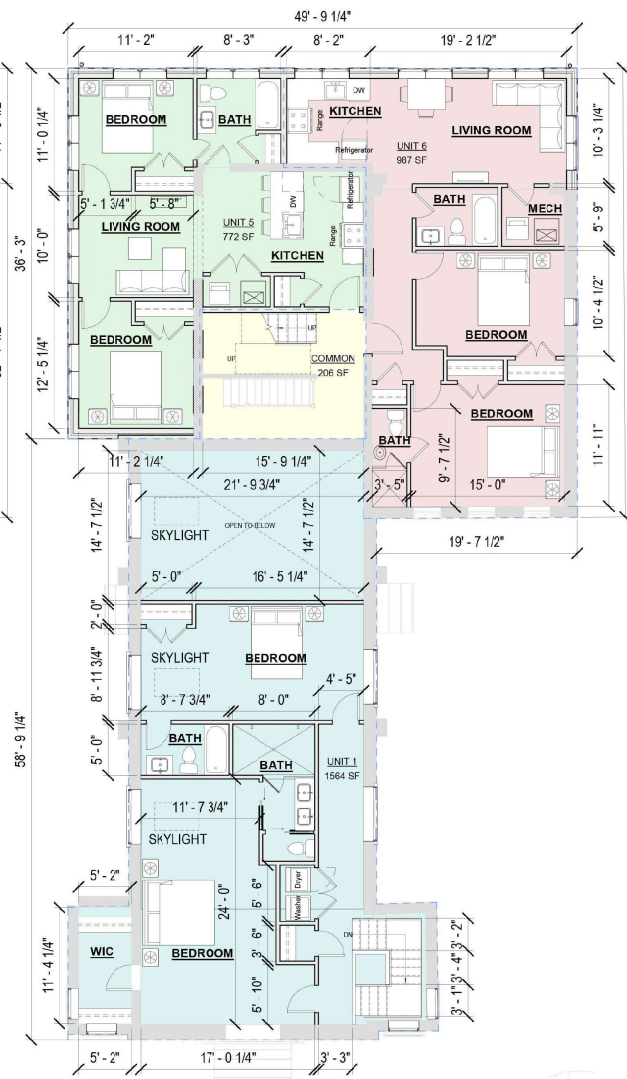 49' - 9 1/4"
11' - 2"
8' - 3"
8' - 2"
19' - 2 1/2"
BEDROOM
BATH
KITCHEN
DW
Range
Refrigerator
UNIT 6
987 SF
LIVING ROOM
11' - 0 1/4"
10' - 3 1/4"
5' - 1 3/4"
5' - 8"
LIVING ROOM
UNIT 5
772 SF
DW
Refrigerator
Range
KITCHEN
BATH
MECH
5' - 9"
36' - 3"
10' - 0"
BEDROOM
10' - 4 1/2"
BEDROOM
12' - 5 1/4"
UP
UP
COMMON
206 SF
BEDROOM
BATH
9' - 7 1/2"
11' - 11"
11' - 2 1/4'
15' - 9 1/4"
21' - 9 3/4"
3' - 5"
15' - 0"
14' - 7 1/2"
SKYLIGHT
OPEN TO BELOW
14' - 7 1/2"
19' - 7 1/2"
5' - 0"
16' - 5 1/4"
2' - 0"
SKYLIGHT
BEDROOM
8' - 11 3/4"
4' - 5"
8' - 7 3/4"
8' - 0"
58' - 9 1/4"
5' - 0"
BATH
BATH
UNIT 1
1564 SF
11' - 7 3/4"
SKYLIGHT
5' - 2"
24' - 0"
5' - 6"
Dryer
Washer
11' - 4 1/4"
WIC
BEDROOM
3' - 6"
DN
3' - 2"
3' - 4"
3' - 1"
5' - 10"
5' - 2"
17' - 0 1/4"
3' - 3"